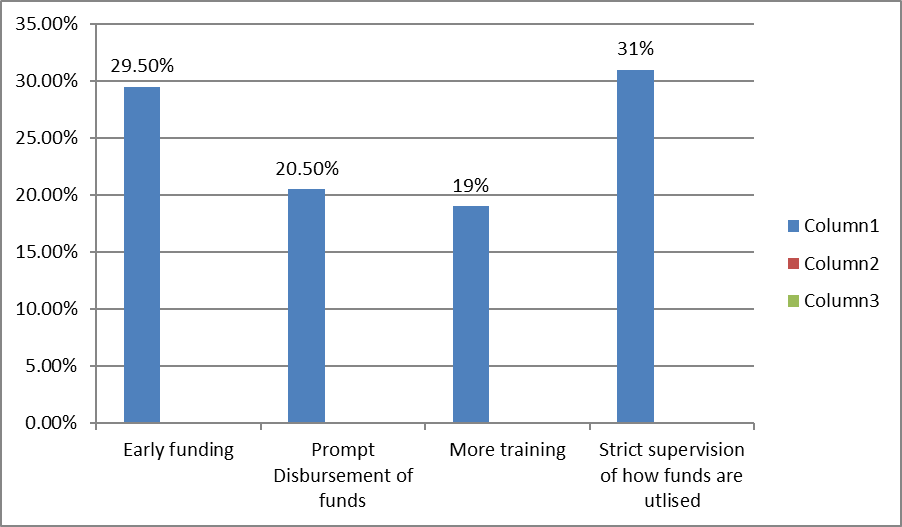 35.00%
30.00%
25.00%
20.00%
15.00%
10.00%
5.00%
0.00%
29.50%
20.50%
19%
31%
Early funding
Prompt
Disbursement of
funds
More training
Strict supervision
of how funds are
utlised
Column1
Column2
Column3